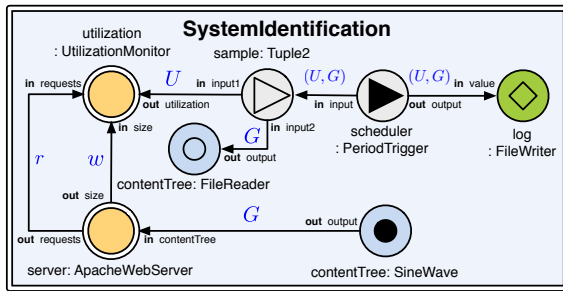 SystemIdentification
utilization
: UtilizationMonitor
sample: Tuple2
in requests
U
in input1
(U, G)
(U, G)
in value
out utilization
in input
out output
in size
G
in input2
scheduler
: PeriodTrigger
log
: FileWriter
out output
r
w
contentTree: FileReader
out size
G
out output
out requests
in contentTree
server: ApacheWebServer
contentTree: SineWave